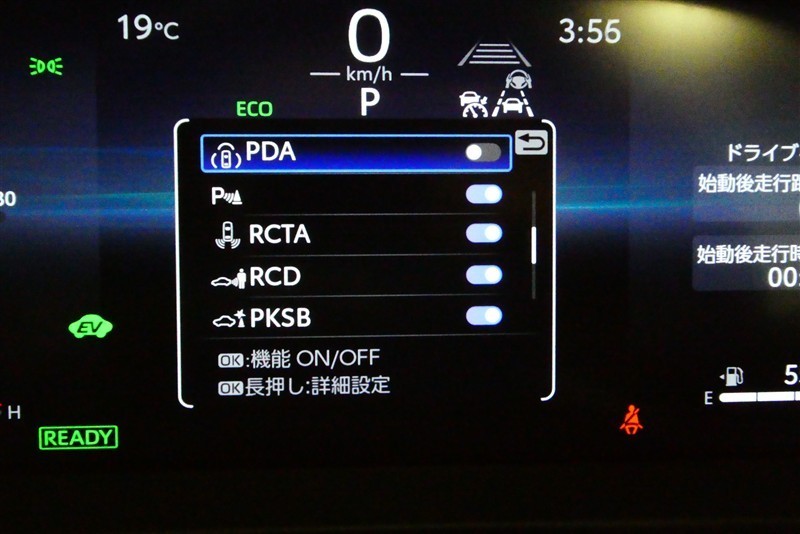 19°C
0
km/h
P
3:56
ECO
PDA
P
RCTA
RCD
PKSB
OK:機能 ON/OFF
OK長押し:詳細設定
ドライブ
始動後走行
始動後走行時
00
EV
H
READY
E